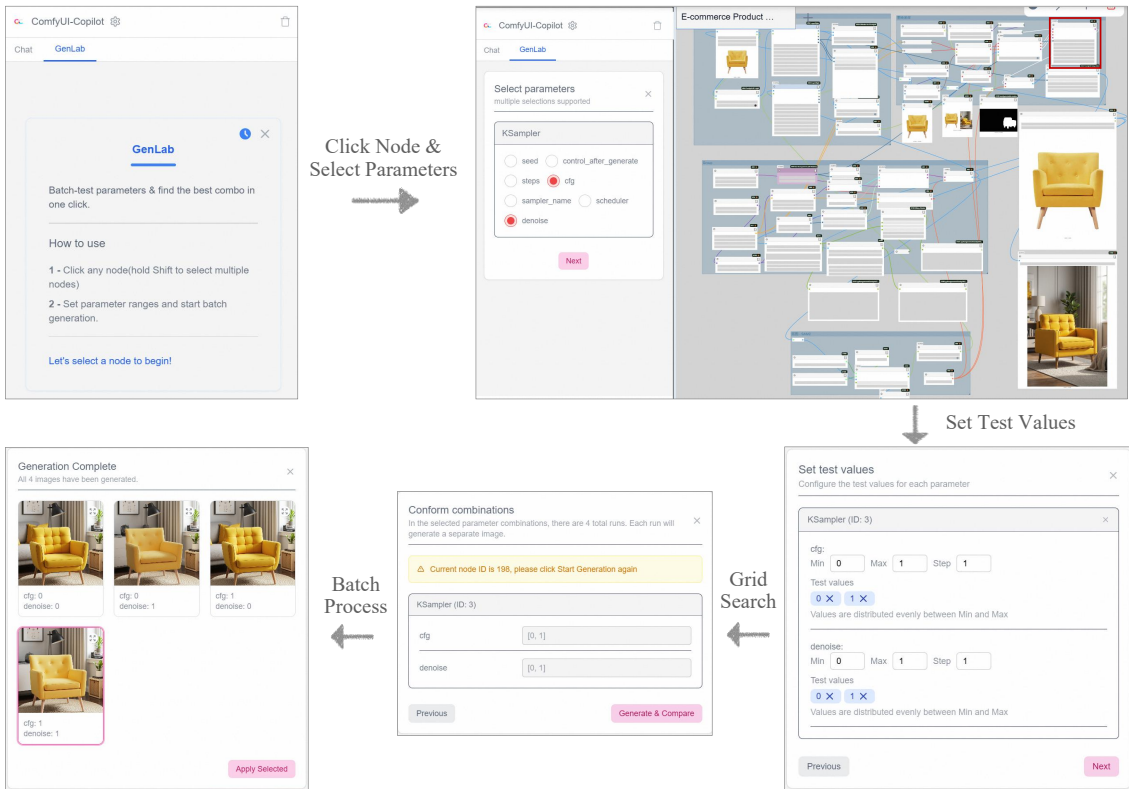 ComfyUI-Copilot
Chat GenLab
GenLab
Batch-test parameters & find the best combo in
one click.
How to use
1 - Click any node(hold Shift to select multiple
nodes)
2 - Set parameter ranges and start batch
generation.
Let's select a node to begin!
Click Node &
Select Parameters
ComfyUI-Copilot
Chat GenLab
Select parameters
multiple selections supported
KSampler
seed control_after_generate
steps cfg
sampler_name scheduler
denoise
Next
E-commerce Product ...
Set Test Values
Set test values
Configure the test values for each parameter
KSampler (ID: 3)
cfg:
Min 0 Max 1 Step 1
Test values
0 1
Values are distributed evenly between Min and Max
denoise:
Min 0 Max 1 Step 1
Test values
0 1
Values are distributed evenly between Min and Max
Previous Next
Grid
Search
Conform combinations
In the selected parameter combinations, there are 4 total runs. Each run will
generate a separate image.
Current node ID is 198, please click Start Generation again
KSampler (ID: 3)
cfg [0, 1]
denoise [0, 1]
Previous Generate & Compare
Batch
Process
Generation Complete
All 4 images have been generated.
cfg: 0
denoise: 0
cfg: 0
denoise: 1
cfg: 1
denoise: 0
cfg: 1
denoise: 1
Apply Selected